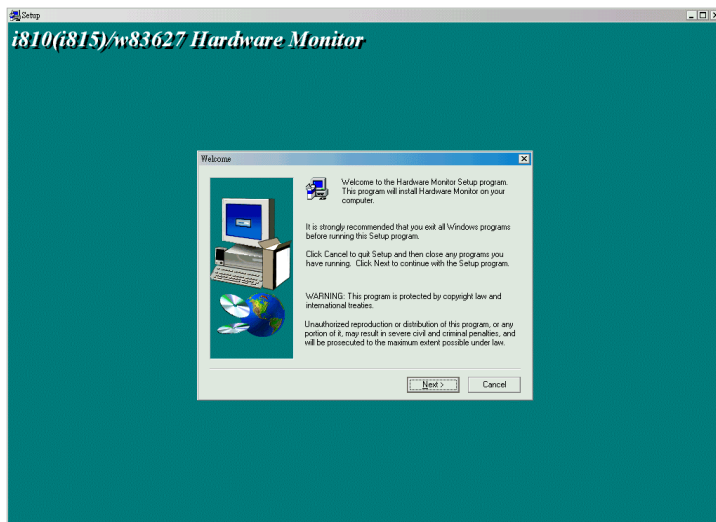 Setup
i810(i815)/w83627 Hardware Monitor
Welcome
Welcome to the Hardware Monitor Setup program.
This program will install Hardware Monitor on your
computer.
It is strongly recommended that you exit all Windows programs
before running this Setup program.
Click Cancel to quit Setup and then close any programs you
have running. Click Next to continue with the Setup program.
WARNING: This program is protected by copyright law and
international treaties.
Unauthorized reproduction or distribution of this program, or any
portion of it, may result in severe civil and criminal penalties, and
will be prosecuted to the maximum extent possible under law.
Next >
Cancel